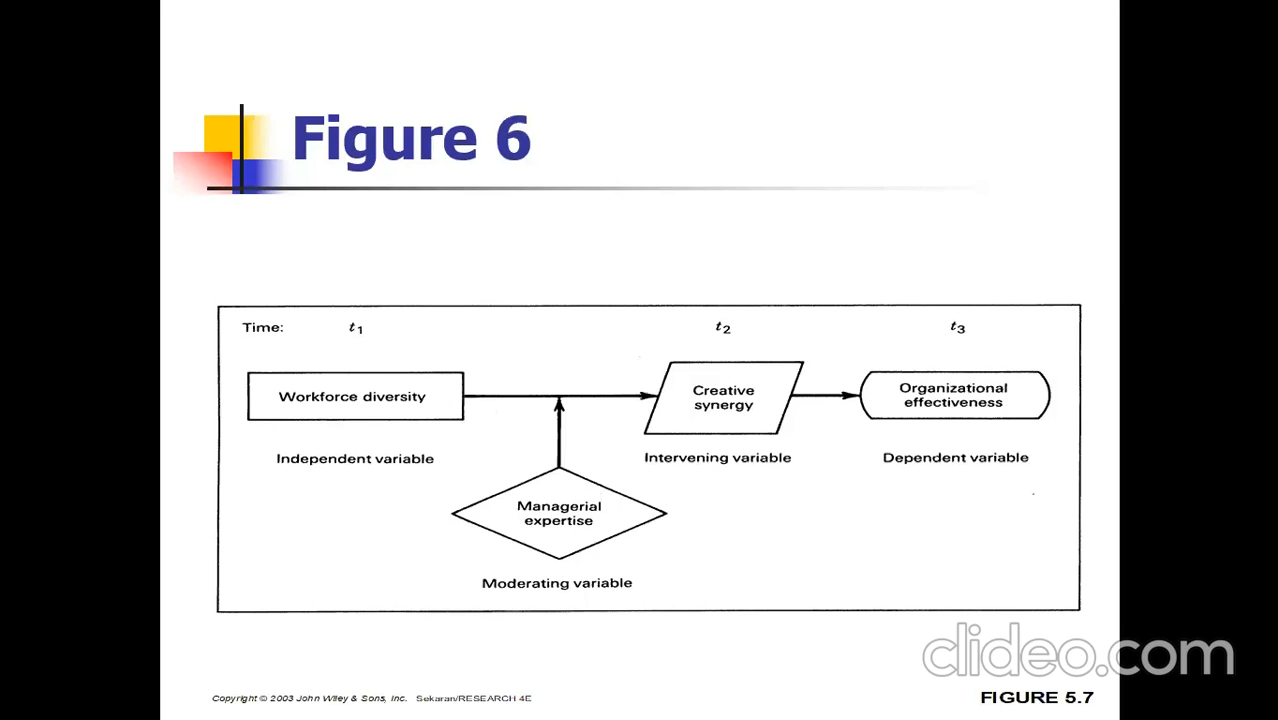 Figure 6
Time: t1 t2 t3
Workforce diversity
Creative
synergy
Organizational
effectiveness
Independent variable
Intervening variable
Dependent variable
Managerial
expertise
Moderating variable
clideo.com
Copyright © 2003 John Wiley & Sons, Inc. Sekaran/RESEARCH 4E
FIGURE 5.7